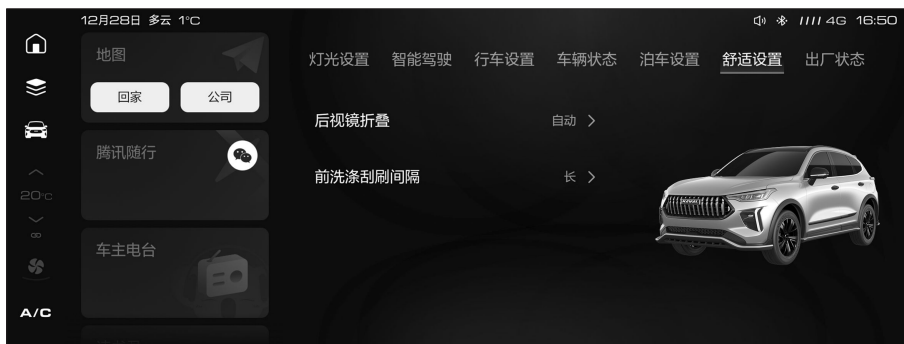 12月28日 多云 1°C
4G 16:50
地图
回家 公司
腾讯随行
20°C
车主电台
A/C
灯光设置 智能驾驶 行车设置 车辆状态 泊车设置 舒适设置 出厂状态
后视镜折叠 自动
前洗涤刮刷间隔 长